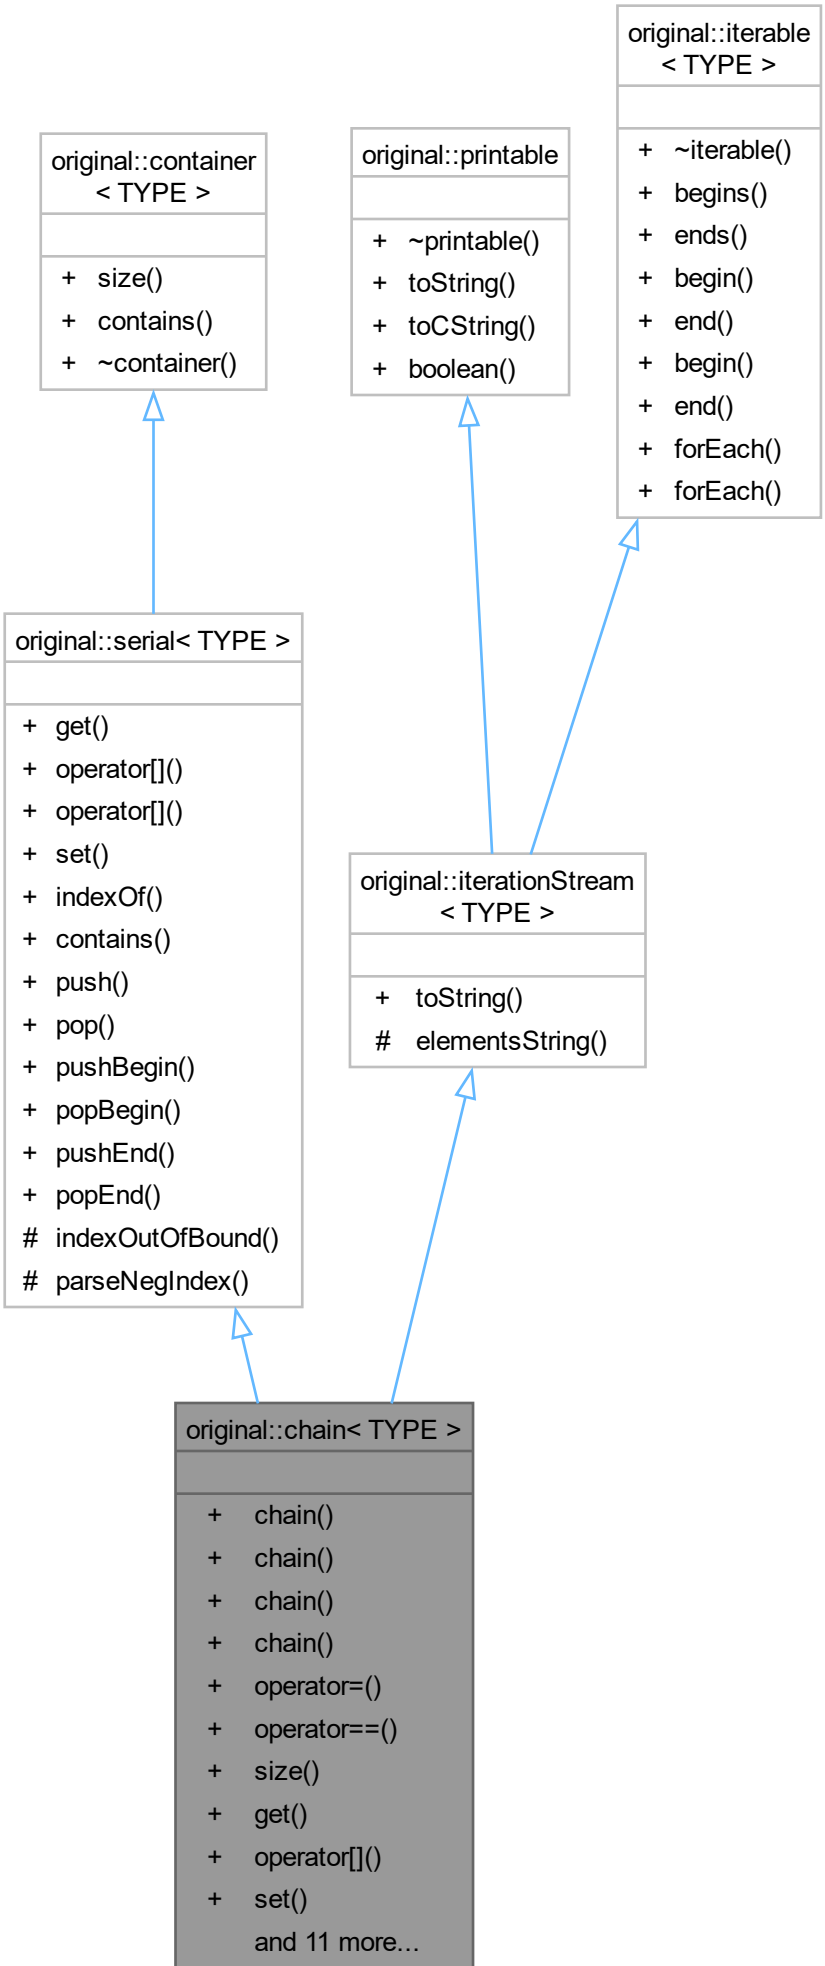 original::iterable
< TYPE >
+ ~iterable()
+ begins()
+ ends()
+ begin()
+ end()
+ begin()
+ end()
+ forEach()
+ forEach()
original::container
< TYPE >
+ size()
+ contains()
+ ~container()
original::printable
+ ~printable()
+ toString()
+ toCString()
+ boolean()
original::serial< TYPE >
+ get()
+ operator[]()
+ operator[]()
+ set()
+ indexOf()
+ contains()
+ push()
+ pop()
+ pushBegin()
+ popBegin()
+ pushEnd()
+ popEnd()
# indexOutOfBound()
# parseNegIndex()
original::iterationStream
< TYPE >
+ toString()
# elementsString()
original::chain< TYPE >
+ chain()
+ chain()
+ chain()
+ chain()
+ operator=()
+ operator==()
+ size()
+ get()
+ operator[]()
+ set()
and 11 more...